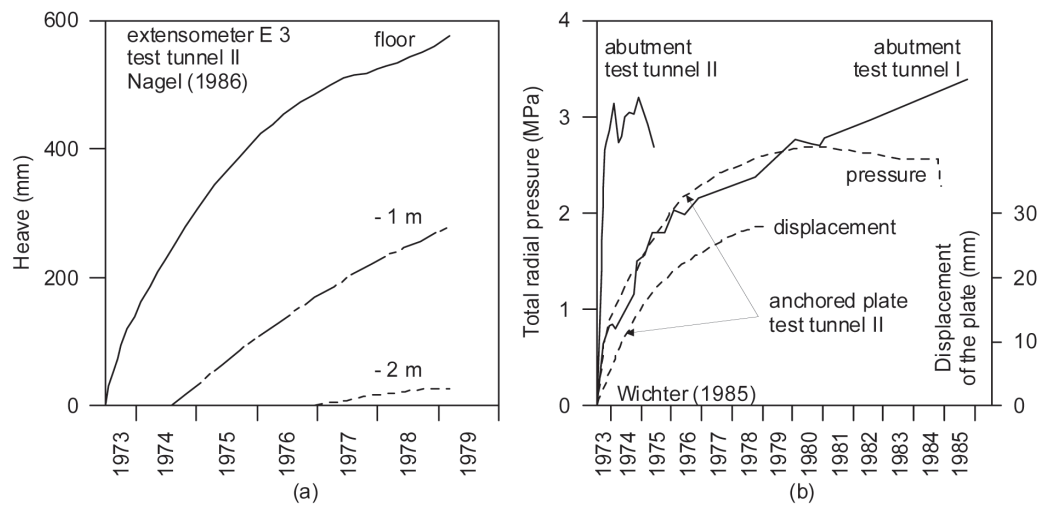 600
400
200
0
Heave (mm)
extensometer E 3
test tunnel II
Nagel (1986)
floor
- 1 m
- 2 m
1973
1974
1975
1976
1977
1978
1979
(a)
4
3
2
1
0
Total radial pressure (MPa)
abutment
test tunnel II
abutment
test tunnel I
pressure
displacement
anchored plate
test tunnel II
Wichter (1985)
30
20
10
0
Displacement
of the plate (mm)
1973
1974
1975
1976
1977
1978
1979
1980
1981
1982
1983
1984
1985
(b)